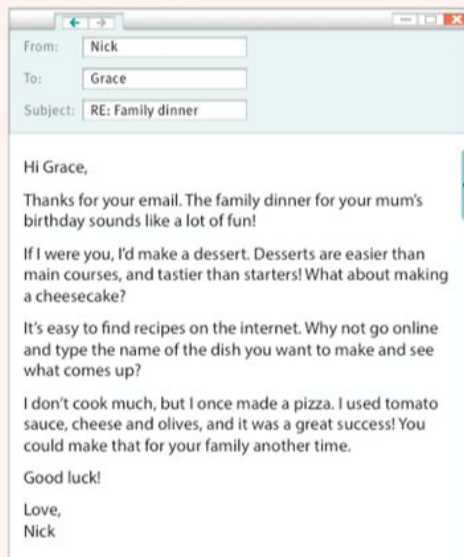 From: Nick
To: Grace
Subject: RE: Family dinner
Hi Grace,
Thanks for your email. The family dinner for your mum's
birthday sounds like a lot of fun!
If I were you, I'd make a dessert. Desserts are easier than
main courses, and tastier than starters! What about making
a cheesecake?
It's easy to find recipes on the internet. Why not go online
and type the name of the dish you want to make and see
what comes up?
I don't cook much, but I once made a pizza. I used tomato
sauce, cheese and olives, and it was a great success! You
could make that for your family another time.
Good luck!
Love,
Nick